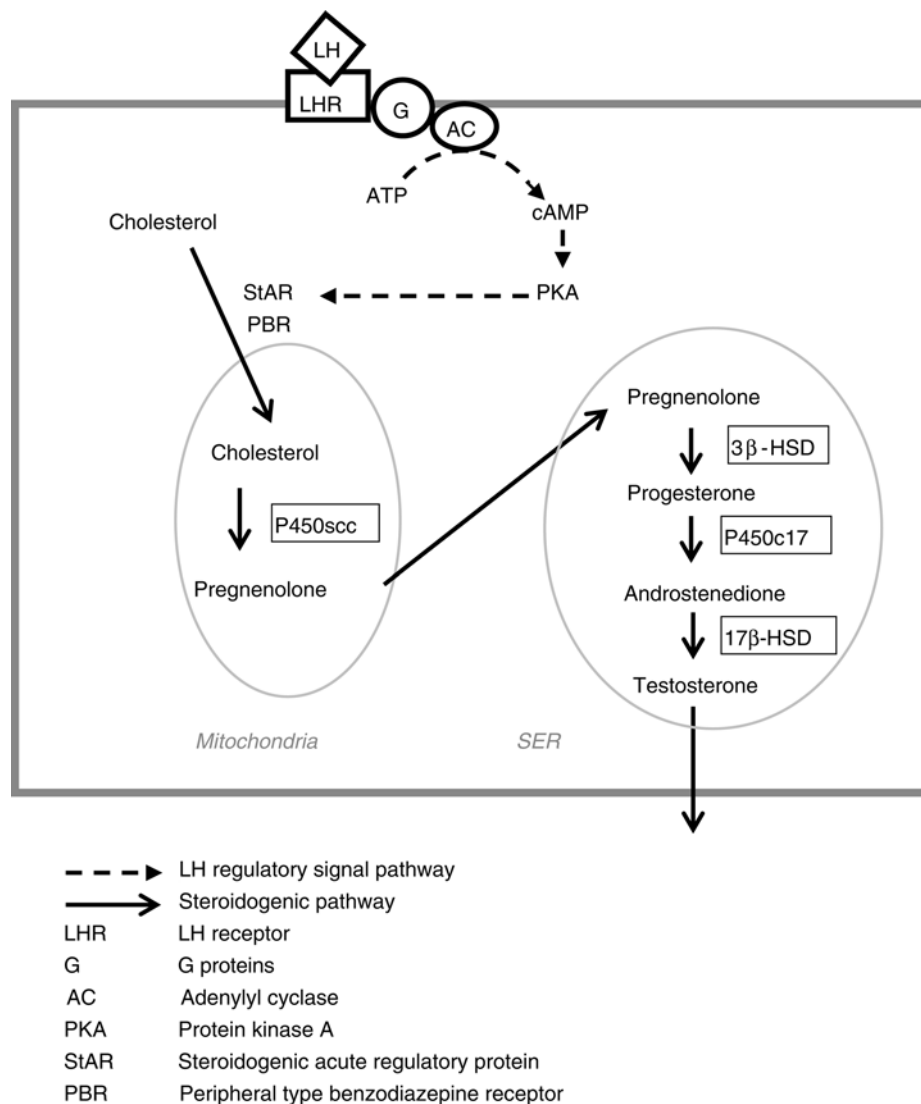 LH
LHR
G
AC
ATP
cAMP
Cholesterol
StAR
PKA
PBR
Pregnenolone
3β-HSD
Cholesterol
Progesterone
P450scc
P450c17
Pregnenolone
Androstenedione
17β-HSD
Testosterone
Mitochondria
SER
LH regulatory signal pathway
Steroidogenic pathway
LHR LH receptor
G G proteins
AC Adenylyl cyclase
PKA Protein kinase A
StAR Steroidogenic acute regulatory protein
PBR Peripheral type benzodiazepine receptor